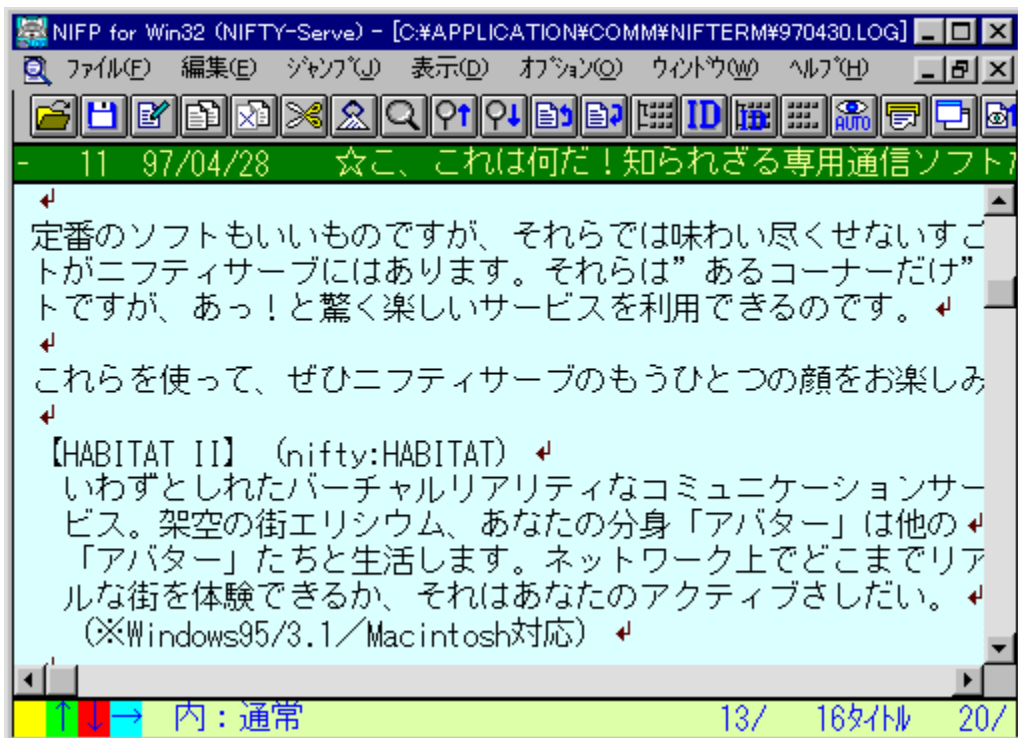 NIFP for Win32 (NIFTY-Serve) - [C:¥APPLICATION¥COMM¥NIFTERM¥970430.LOG]
ファイル(F) 編集(E) ジャンプ(J) 表示(D) オプション(O) ウィンドウ(W) ヘルプ(H)
ID ID AUTO
- 11 97/04/28 ☆こ、これは何だ!知られざる専用通信ソフト
定番のソフトもいいものですが、それらでは味わい尽くせないすご
トがニフティサーブにはあります。それらは”あるコーナーだけ”
トですが、あっ!と驚く楽しいサービスを利用できるのです。
これらを使って、ぜひニフティサーブのもうひとつの顔をお楽しみ
【HABITAT II】 (nifty:HABITAT)
いわずとしれたバーチャルリアリティなコミュニケーションサー
ビス。架空の街エリシウム、あなたの分身「アバター」は他の
「アバター」たちと生活します。ネットワーク上でどこまでリア
ルな街を体験できるか、それはあなたのアクティブさしだい。
(※Windows95/3.1/Macintosh対応)
↑↓→ 内:通常 13/ 16タイトル 20/